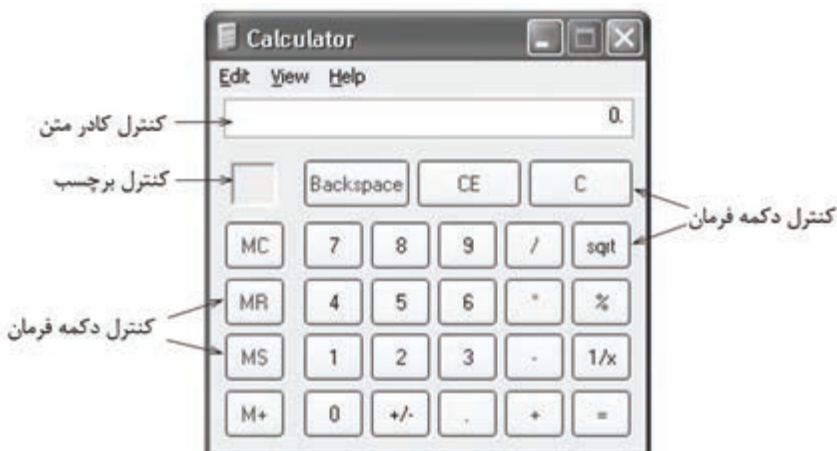 Calculator
Edit View Help
0.
کنترل کادر متن
کنترل برچسب
Backspace CE C
کنترل دکمه فرمان
MC 7 8 9 / sqrt
MR 4 5 6 * %
کنترل دکمه فرمان
MS 1 2 3 - 1/x
M+ 0 +/- . + =